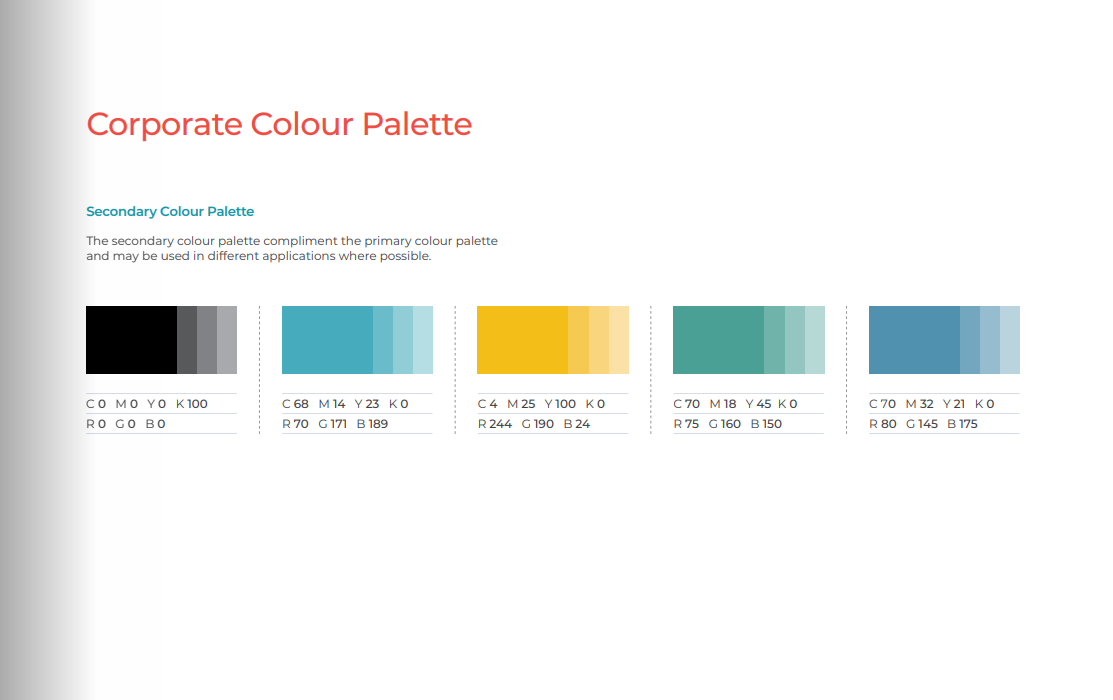 Corporate Colour Palette
Secondary Colour Palette
The secondary colour palette compliment the primary colour palette
and may be used in different applications where possible.
C 0 M 0 Y 0 K 100
R 0 G 0 B 0
C 68 M 14 Y 23 K 0
R 70 G 171 B 189
C 4 M 25 Y 100 K 0
R 244 G 190 B 24
C 70 M 18 Y 45 K 0
R 75 G 160 B 150
C 70 M 32 Y 21 K 0
R 80 G 145 B 175